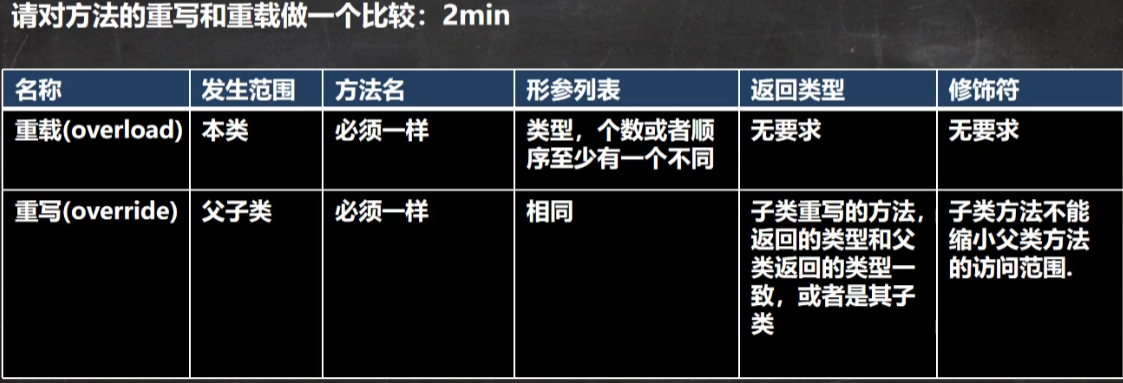 请对方法的重写和重载做一个比较：2min
名称 发生范围 方法名 形参列表 返回类型 修饰符
重载(overload) 本类 必须一样 类型，个数或者顺 无要求 无要求
序至少有一个不同
重写(override) 父子类 必须一样 相同 子类重写的方法， 子类方法不能
返回的类型和父 缩小父类方法
类返回的类型一 的访问范围.
致，或者是其子
类